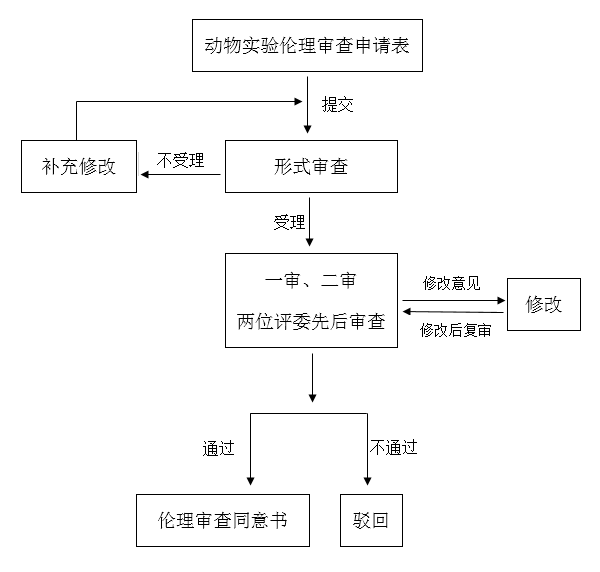 动物实验伦理审查申请表
提交
补充修改
不受理
形式审查
受理
一审、二审
两位评委先后审查
修改意见
修改后复审
修改
通过
不通过
伦理审查同意书
驳回